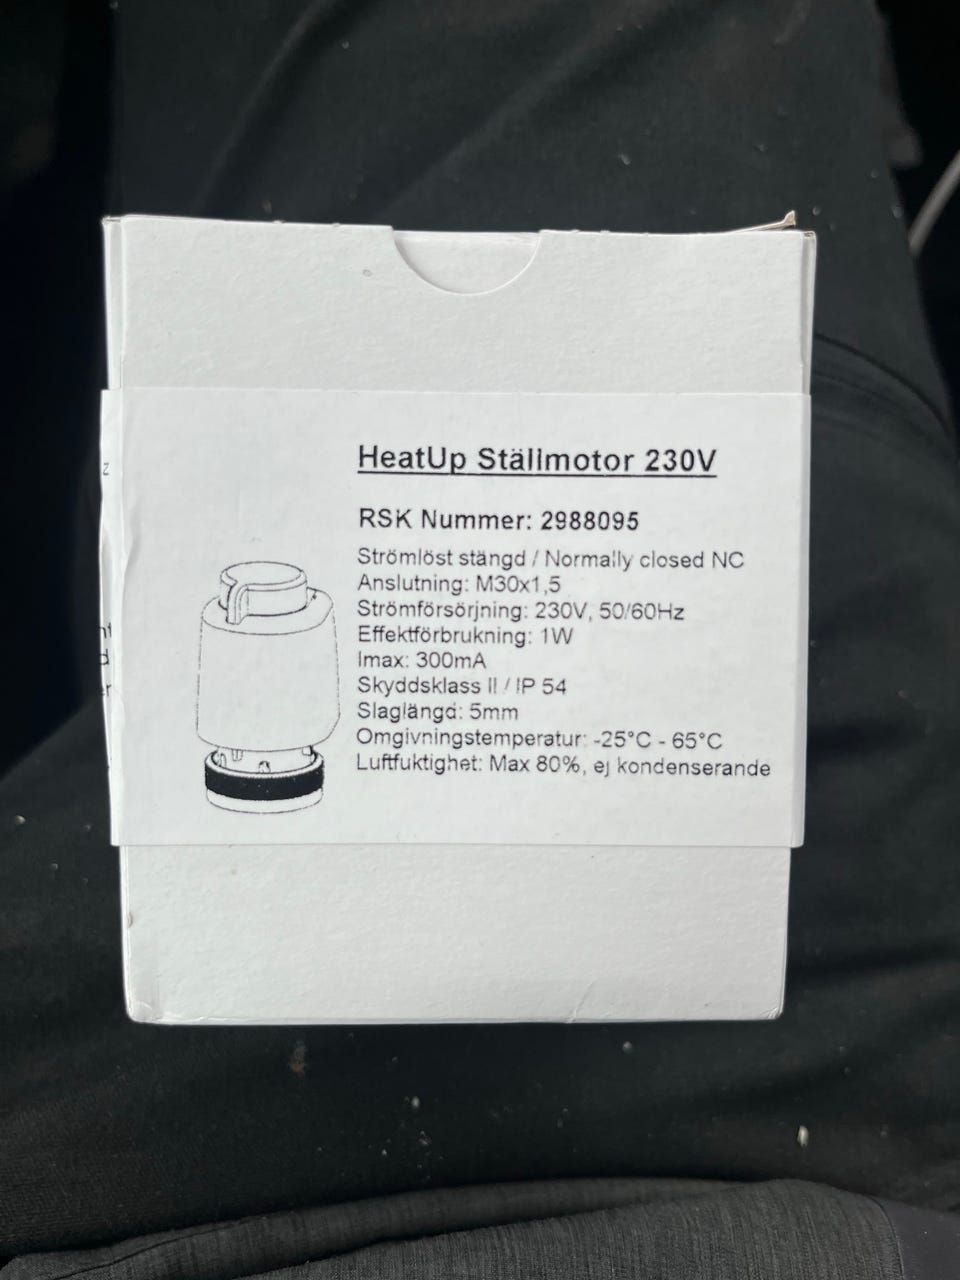 HeatUp Ställmotor 230V
RSK Nummer: 2988095
Strömlöst stängd / Normally closed NC
Anslutning: M30x1,5
Strömförsörjning: 230V, 50/60Hz
Effektförbrukning: 1W
Imax: 300mA
Skyddsklass II / IP 54
Slaglängd: 5mm
Omgivningstemperatur: -25°C - 65°C
Luftfuktighet: Max 80%, ej kondenserande